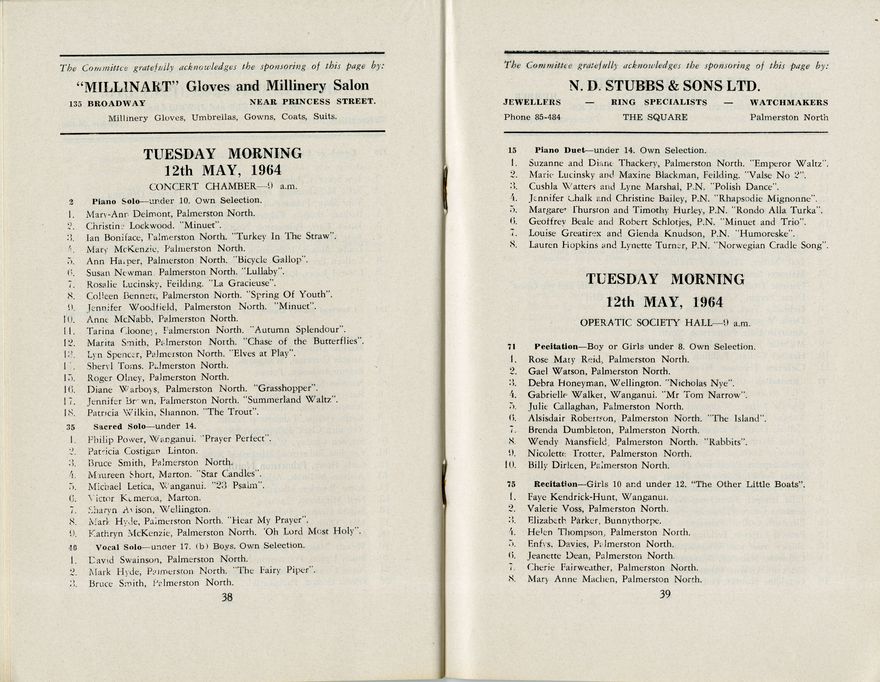 The Committee gratefully acknowledges the sponsoring of this page by:
"MILLINART" Gloves and Millinery Salon
135 BROADWAY NEAR PRINCESS STREET.
Millinery Gloves, Umbrellas, Gowns, Coats, Suits.
TUESDAY MORNING
12th MAY, 1964
CONCERT CHAMBER—9 a.m.
2 Piano Solo—under 10. Own Selection.
1. Mary-Ann Delmont, Palmerston North.
2. Christine Lockwood. "Minuet".
3. Ian Boniface, Palmerston North. "Turkey In The Straw".
4. Mary McKenzie, Palmerston North.
5. Ann Harper, Palmerston North. "Bicycle Gallop".
6. Susan Newman. Palmerston North. "Lullaby".
7. Rosalie Lucinsky, Feilding. "La Gracieuse".
8. Colleen Bennett, Palmerston North. "Spring Of Youth".
9. Jennifer Woodfield, Palmerston North. "Minuet".
10. Anne McNabb, Palmerston North.
11. Tarina Clooney, Palmerston North. "Autumn Splendour".
12. Marita Smith, Palmerston North. "Chase of the Butterflies".
13. Lyn Spencer, Palmerston North. "Elves at Play".
14. Sheryl Toms. Palmerston North.
15. Roger Olney, Palmerston North.
16. Diane Warboys, Palmerston North. "Grasshopper".
17. Jennifer Brown, Palmerston North. "Summerland Waltz".
18. Patricia Wilkin, Shannon. "The Trout".
35 Sacred Solo—under 14.
1. Philip Power, Wanganui. "Prayer Perfect".
2. Patricia Costigan Linton.
3. Bruce Smith, Palmerston North.
4. Maureen Short, Marton. "Star Candles".
5. Michael Letica, Wanganui. "23 Psalm".
6. Victor Kemeroa, Marton.
7. Sharyn Avison, Wellington.
8. Mark Hyde, Palmerston North. "Hear My Prayer".
9. Kathryn McKenzie, Palmerston North. "Oh Lord Most Holy".
46 Vocal Solo—under 17. (b) Boys. Own Selection.
1. David Swainson, Palmerston North.
2. Mark Hyde, Palmerston North. "The Fairy Piper".
3. Bruce Smith, Palmerston North.
38
The Committee gratefully acknowledges the sponsoring of this page by:
N. D. STUBBS & SONS LTD.
JEWELLERS — RING SPECIALISTS — WATCHMAKERS
Phone 85-484 THE SQUARE Palmerston North
15 Piano Duet—under 14. Own Selection.
1. Suzanne and Diane Thackery, Palmerston North. "Emperor Waltz".
2. Marie Lucinsky and Maxine Blackman, Feilding. "Valse No 2".
3. Cushla Watters and Lyne Marshal, P.N. "Polish Dance".
4. Jennifer Chalk and Christine Bailey, P.N. "Rhapsodie Mignonne".
5. Margaret Thurston and Timothy Hurley, P.N. "Rondo Alla Turka".
6. Geoffrey Beale and Robert Schlotjes, P.N. "Minuet and Trio".
7. Louise Greatirex and Glenda Knudson, P.N. "Humoreske".
8. Lauren Hopkins and Lynette Turner, P.N. "Norwegian Cradle Song".
TUESDAY MORNING
12th MAY, 1964
OPERATIC SOCIETY HALL—9 a.m.
71 Recitation—Boy or Girls under 8. Own Selection.
1. Rose Mary Reid, Palmerston North.
2. Gael Watson, Palmerston North.
3. Debra Honeyman, Wellington. "Nicholas Nye".
4. Gabrielle Walker, Wanganui. "Mr Tom Narrow".
5. Julie Callaghan, Palmerston North.
6. Alsisdair Robertson, Palmerston North. "The Island".
7. Brenda Dumbleton, Palmerston North.
8. Wendy Mansfield, Palmerston North. "Rabbits".
9. Nicolette Trotter, Palmerston North.
10. Billy Dirleen, Palmerston North.
75 Recitation—Girls 10 and under 12. "The Other Little Boats".
1. Faye Kendrick-Hunt, Wanganui.
2. Valerie Voss, Palmerston North.
3. Elizabeth Parker, Bunnythorpe.
4. Helen Thompson, Palmerston North.
5. Enfys, Davies, Palmerston North.
6. Jeanette Dean, Palmerston North.
7. Cherie Fairweather, Palmerston North.
8. Mary Anne Machen, Palmerston North.
39